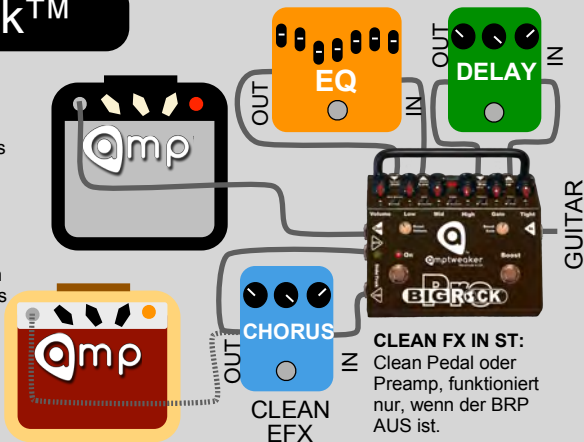 k™
OUT
EQ
IN
OUT
DELAY
IN
amp
s
Volume Low Mid High Gain Tight
GUITAR
On
amptweaker
Boost
Pro
BIGROCK
n
s
amp
OUT
CHORUS
IN
CLEAN
EFX
CLEAN FX IN ST:
Clean Pedal oder
Preamp, funktioniert
nur, wenn der BRP
AUS ist.